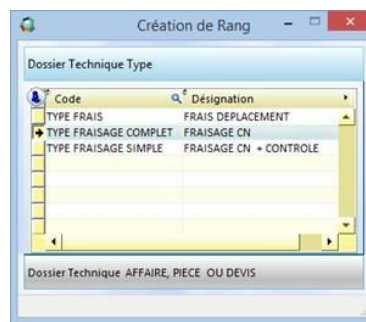 Création de Rang
Dossier Technique Type
Code Désignation
TYPE FRAIS FRAIS DEPLACEMENT
TYPE FRAISAGE COMPLET FRAISAGE CN
TYPE FRAISAGE SIMPLE FRAISAGE CN + CONTROLE
Dossier Technique AFFAIRE, PIECE OU DEVIS